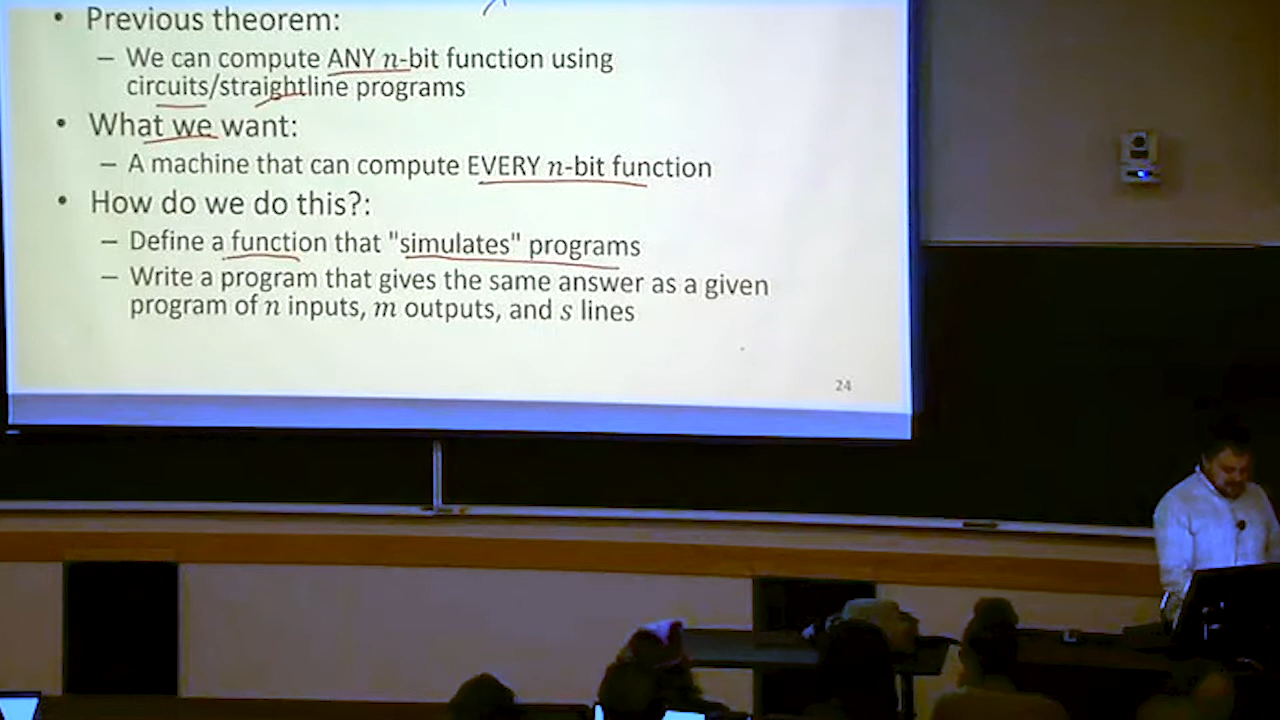 • Previous theorem:
– We can compute ANY n-bit function using
circuits/straightline programs
• What we want:
– A machine that can compute EVERY n-bit function
• How do we do this?:
– Define a function that "simulates" programs
– Write a program that gives the same answer as a given
program of n inputs, m outputs, and s lines
24